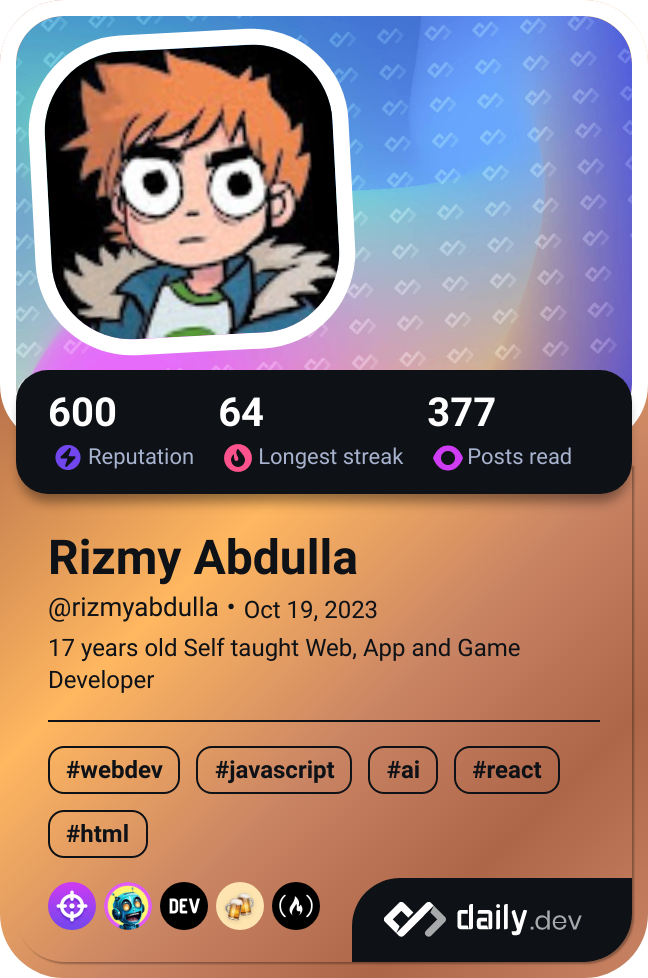 600 64 377
Reputation Longest streak Posts read
Rizmy Abdulla
@rizmyabdulla • Oct 19, 2023
17 years old Self taught Web, App and Game
Developer
#webdev #javascript #ai #react
#html
DEV
daily.dev